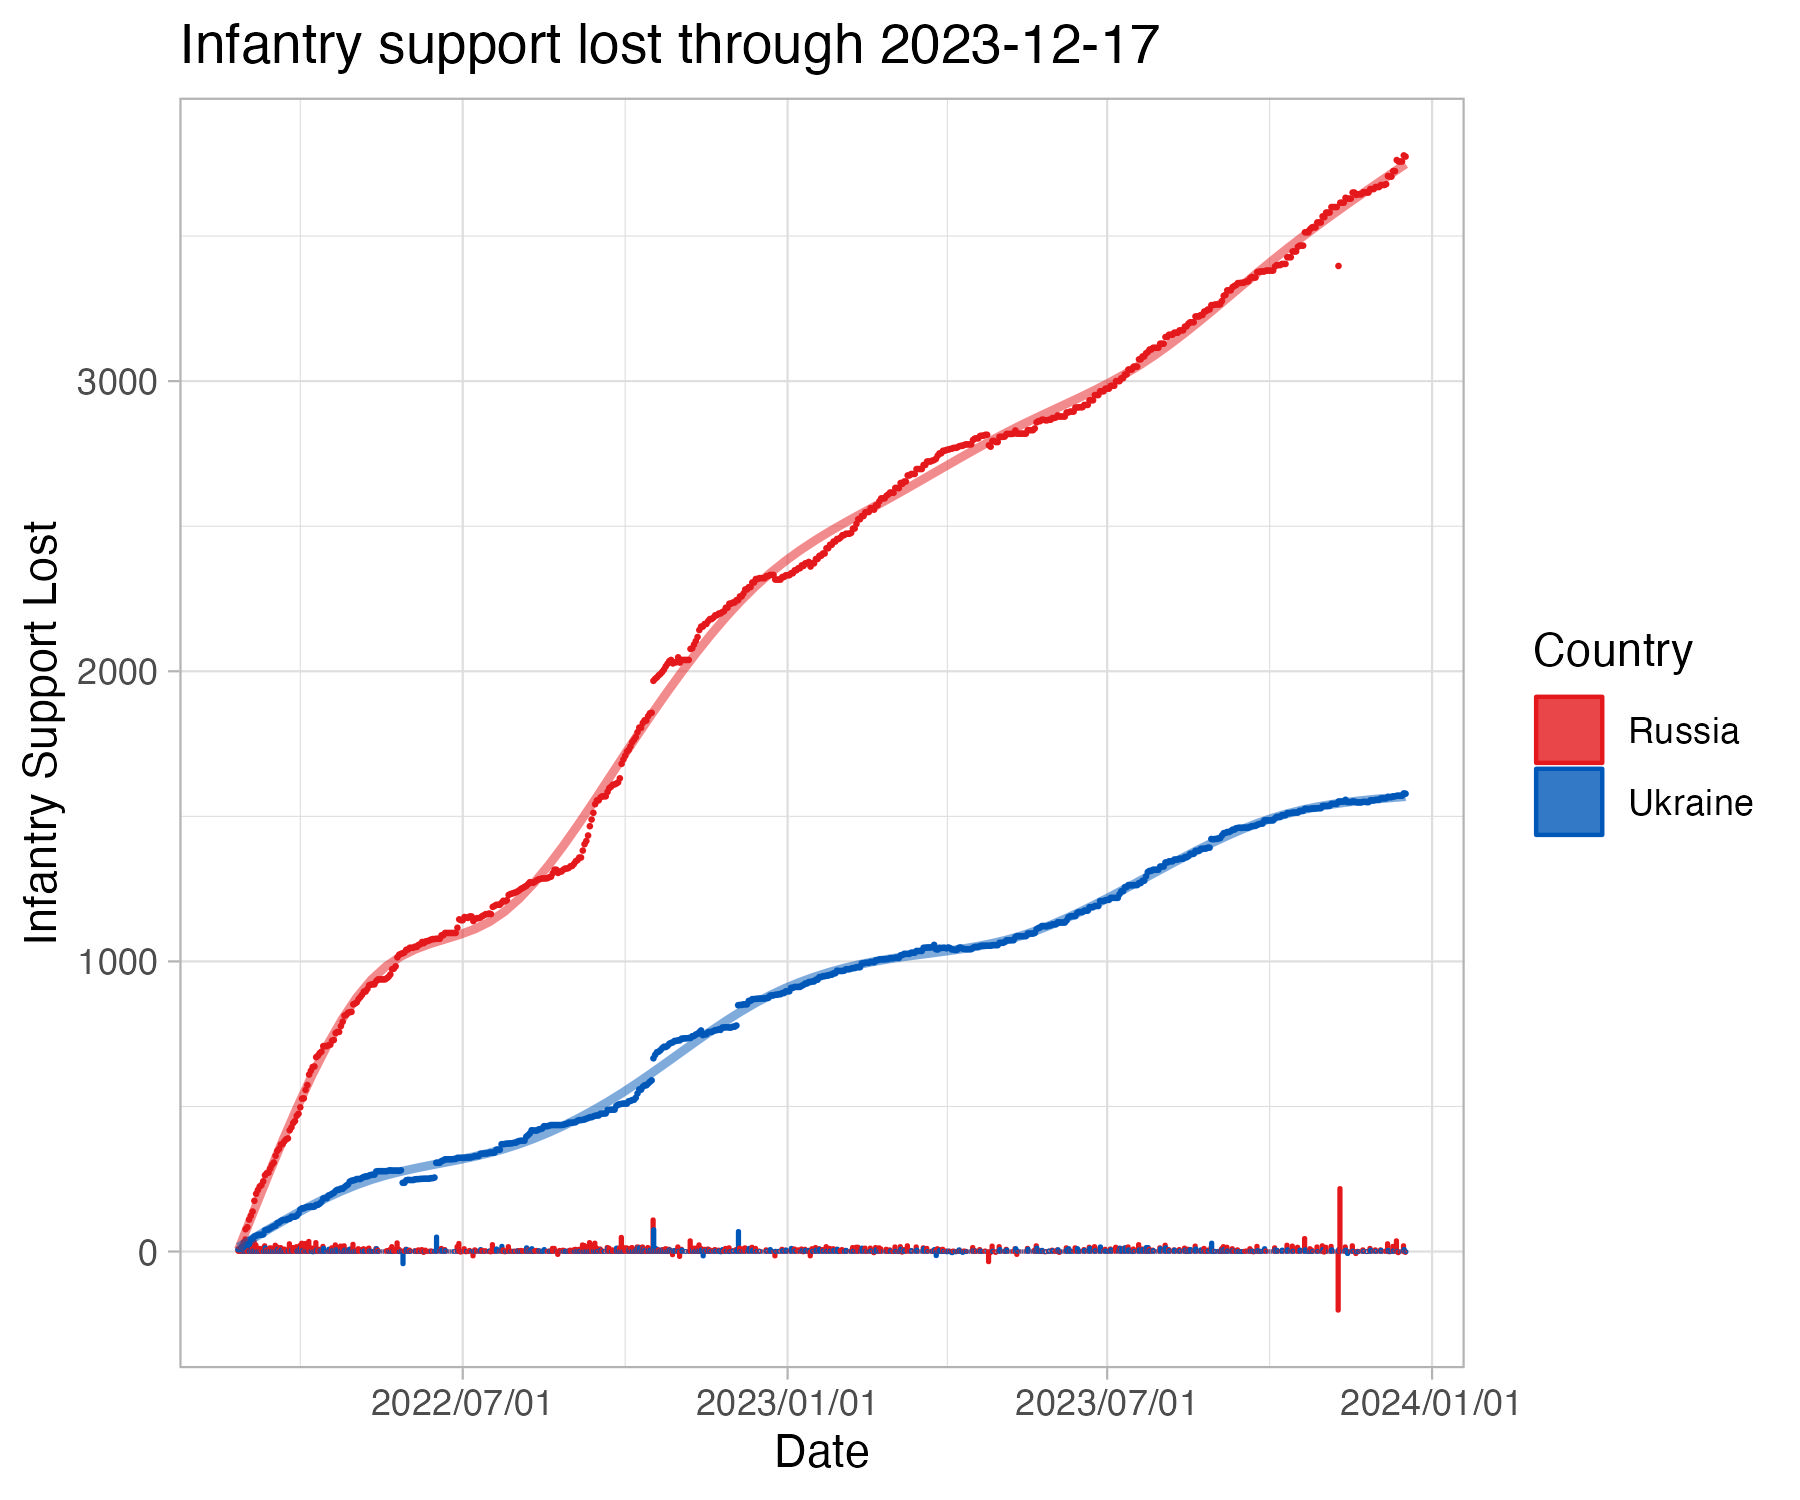 Infantry support lost through 2023-12-17
Infantry Support Lost
3000
2000
1000
0
2022/07/01
2023/01/01
2023/07/01
2024/01/01
Date
Country
Russia
Ukraine